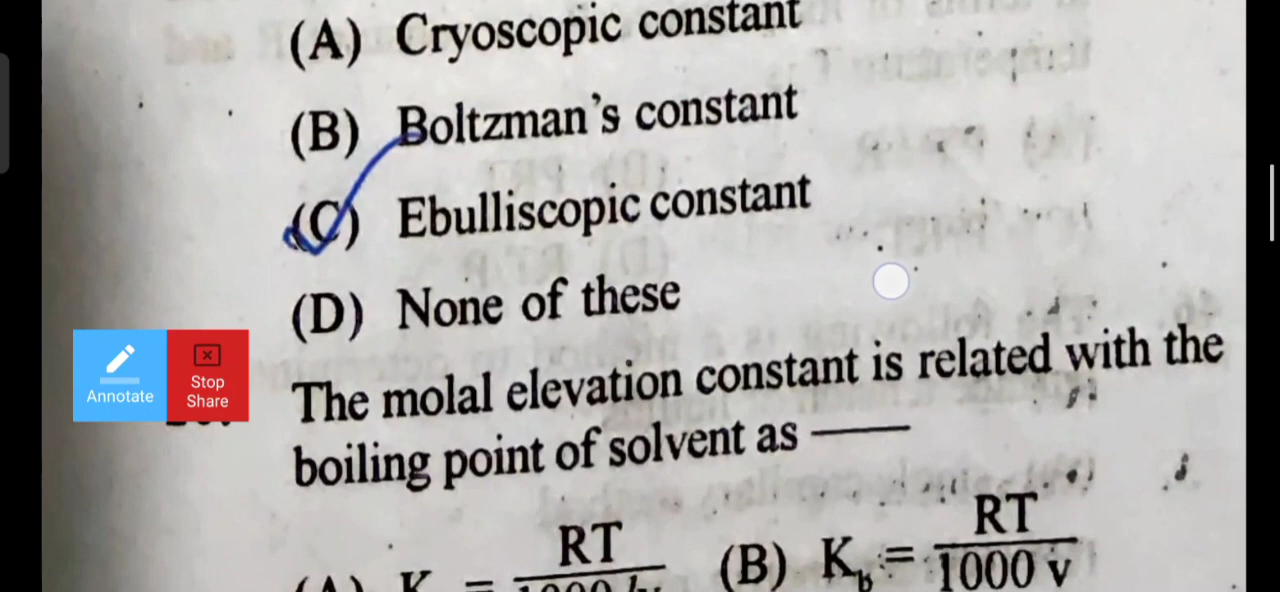 (A) Cryoscopic constant
(B) Boltzman's constant
(C) Ebulliscopic constant
(D) None of these
Annotate
Stop
Share
The molal elevation constant is related with the
boiling point of solvent as ——
(A) K = RT
(B) K_b = RT / 1000 v